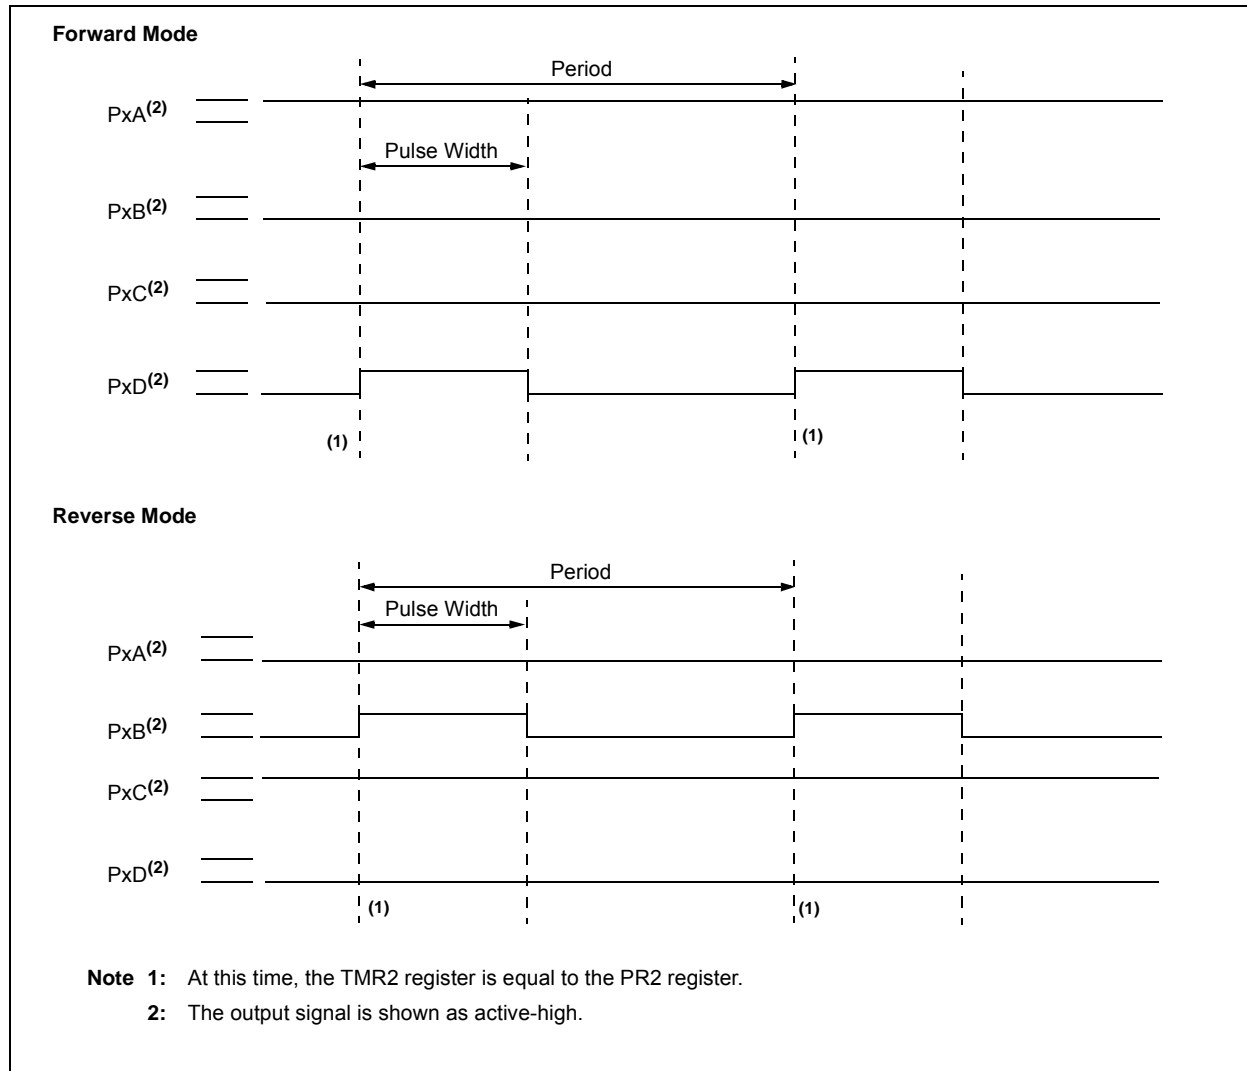 Forward Mode
Period
PxA(2)
Pulse Width
PxB(2)
PxC(2)
PxD(2)
(1)
(1)
Reverse Mode
Period
Pulse Width
PxA(2)
PxB(2)
PxC(2)
PxD(2)
(1)
(1)
Note 1: At this time, the TMR2 register is equal to the PR2 register.
2: The output signal is shown as active-high.